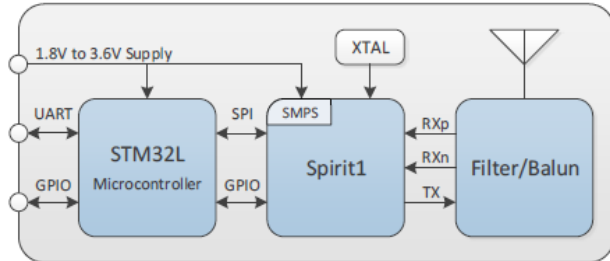 1.8V to 3.6V Supply
XTAL
UART
SPI
SMPS
RXp
STM32L
Microcontroller
Spirit1
RXn
Filter/Balun
GPIO
GPIO
TX